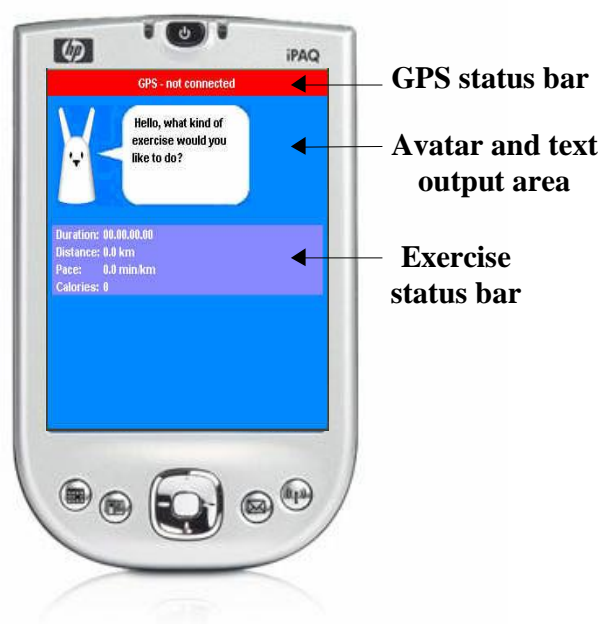 hp
iPAQ
GPS - not connected
GPS status bar
Hello, what kind of
exercise would you
like to do?
Avatar and text
output area
Duration: 00.00.00.00
Distance: 0.0 km
Pace: 0.0 min/km
Calories: 0
Exercise
status bar